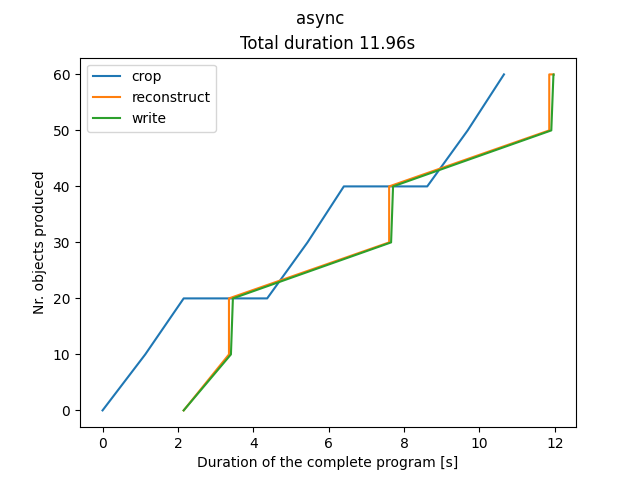 async
Total duration 11.96s
crop
reconstruct
write
60
50
40
30
20
10
0
Nr. objects produced
0 2 4 6 8 10 12
Duration of the complete program [s]